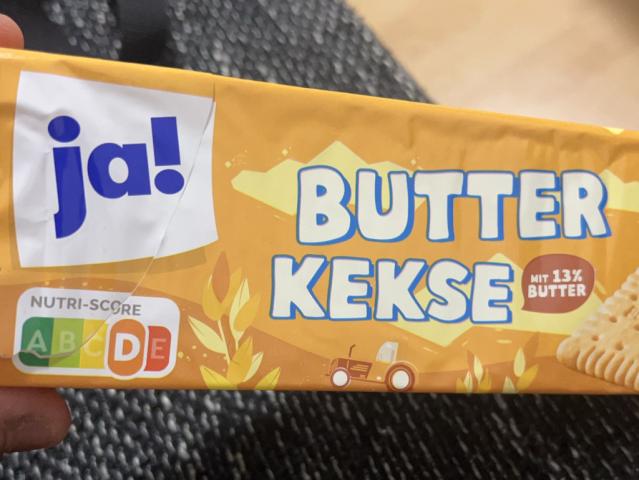 ja!
BUTTER
KEKSE
MIT 13%
BUTTER
NUTRI-SCORE
A B C D E